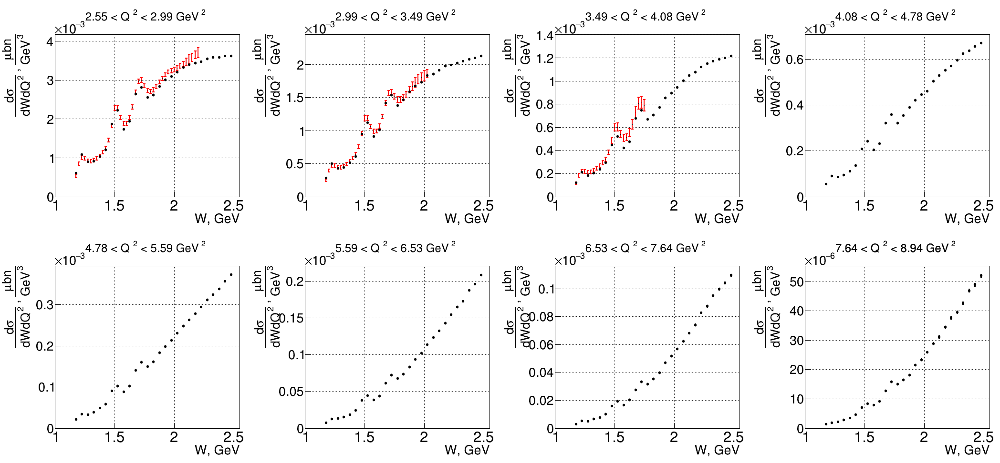 2.55 < Q² < 2.99 GeV²
×10⁻³
dσ/dWdQ², μbn/GeV³
4
3
2
1
0
1 1.5 2 2.5
W, GeV
2.99 < Q² < 3.49 GeV²
×10⁻³
dσ/dWdQ², μbn/GeV³
2
1.5
1
0.5
0
1 1.5 2 2.5
W, GeV
3.49 < Q² < 4.08 GeV²
×10⁻³
dσ/dWdQ², μbn/GeV³
1.4
1.2
1
0.8
0.6
0.4
0.2
0
1 1.5 2 2.5
W, GeV
4.08 < Q² < 4.78 GeV²
×10⁻³
dσ/dWdQ², μbn/GeV³
0.6
0.4
0.2
0
1 1.5 2 2.5
W, GeV
4.78 < Q² < 5.59 GeV²
×10⁻³
dσ/dWdQ², μbn/GeV³
0.3
0.2
0.1
0
1 1.5 2 2.5
W, GeV
5.59 < Q² < 6.53 GeV²
×10⁻³
dσ/dWdQ², μbn/GeV³
0.2
0.15
0.1
0.05
0
1 1.5 2 2.5
W, GeV
6.53 < Q² < 7.64 GeV²
×10⁻³
dσ/dWdQ², μbn/GeV³
0.1
0.08
0.06
0.04
0.02
0
1 1.5 2 2.5
W, GeV
7.64 < Q² < 8.94 GeV²
×10⁻⁶
dσ/dWdQ², μbn/GeV³
50
40
30
20
10
0
1 1.5 2 2.5
W, GeV